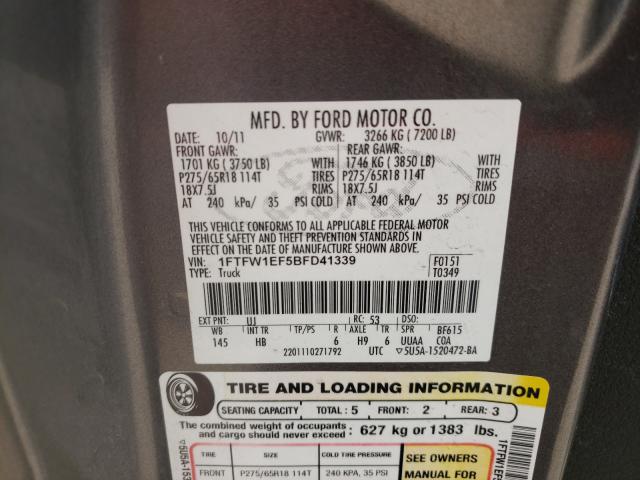 MFD. BY FORD MOTOR CO.
DATE: 10/11 GVWR: 3266 KG ( 7200 LB)
FRONT GAWR: REAR GAWR:
1701 KG ( 3750 LB) WITH 1746 KG ( 3850 LB) WITH
P275/65R18 114T TIRES P275/65R18 114T TIRES
18X7.5J RIMS 18X7.5J RIMS
AT 240 kPa/ 35 PSI COLD AT 240 kPa/ 35 PSI COLD
THIS VEHICLE CONFORMS TO ALL APPLICABLE FEDERAL MOTOR
VEHICLE SAFETY AND THEFT PREVENTION STANDARDS IN
EFFECT ON THE DATE OF MANUFACTURE SHOWN ABOVE.
VIN: 1FTFW1EF5BFD41339 F0151
TYPE: Truck T0349
EXT PNT: UJ RC: 53 DSO:
WB INT TR TP/PS R AXLE TR SPR BF615
145 HB 6 H9 6 UUAA COA
2201110271792 UTC ▽5U5A-1520472-BA
TIRE AND LOADING INFORMATION
SEATING CAPACITY TOTAL : 5 FRONT: 2 REAR: 3
The combined weight of occupants and cargo should never exceed : 627 kg or 1383 lbs.
TIRE SIZE COLD TIRE PRESSURE SEE OWNERS
FRONT P275/65R18 114T 240 KPA, 35 PSI MANUAL FOR
▽5U5A-153
1FTFW1EF